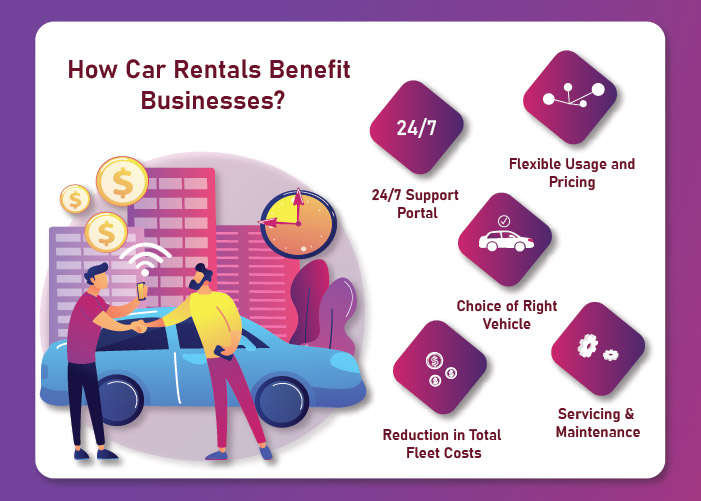 How Car Rentals Benefit
Businesses?
24/7
24/7 Support
Portal
Flexible Usage and
Pricing
Choice of Right
Vehicle
Reduction in Total
Fleet Costs
Servicing &
Maintenance
$
$
$
$
$
$